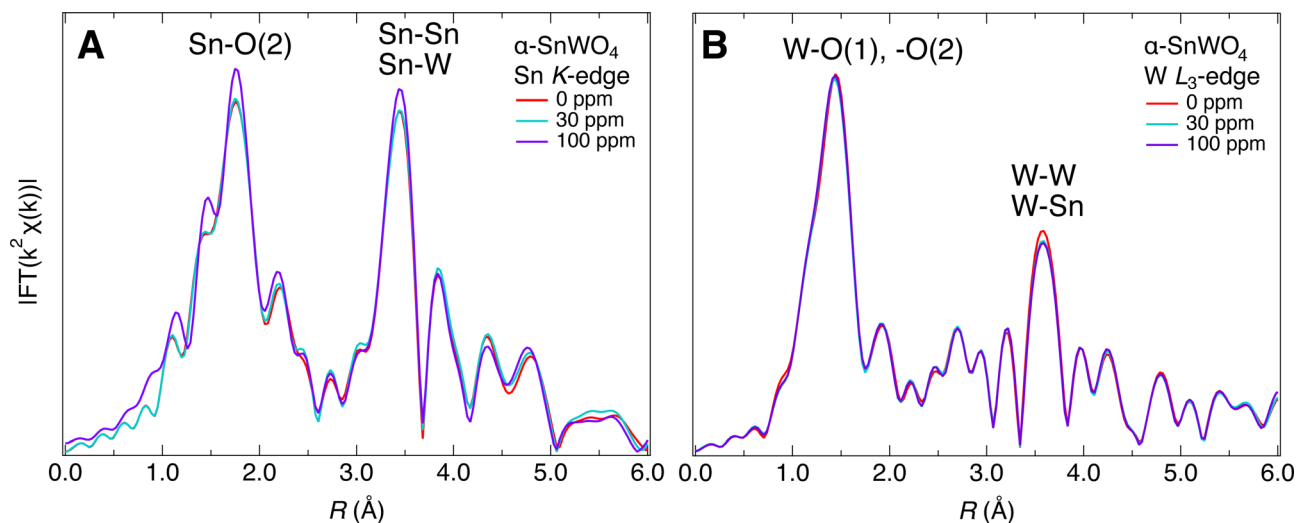 A
Sn-O(2)
Sn-Sn
Sn-W
α-SnWO₄
Sn K-edge
0 ppm
30 ppm
100 ppm
|FT(k² χ(k))|
0.0 1.0 2.0 3.0 4.0 5.0 6.0
R (Å)
B
W-O(1), -O(2)
W-W
W-Sn
α-SnWO₄
W L₃-edge
0 ppm
30 ppm
100 ppm
0.0 1.0 2.0 3.0 4.0 5.0 6.0
R (Å)